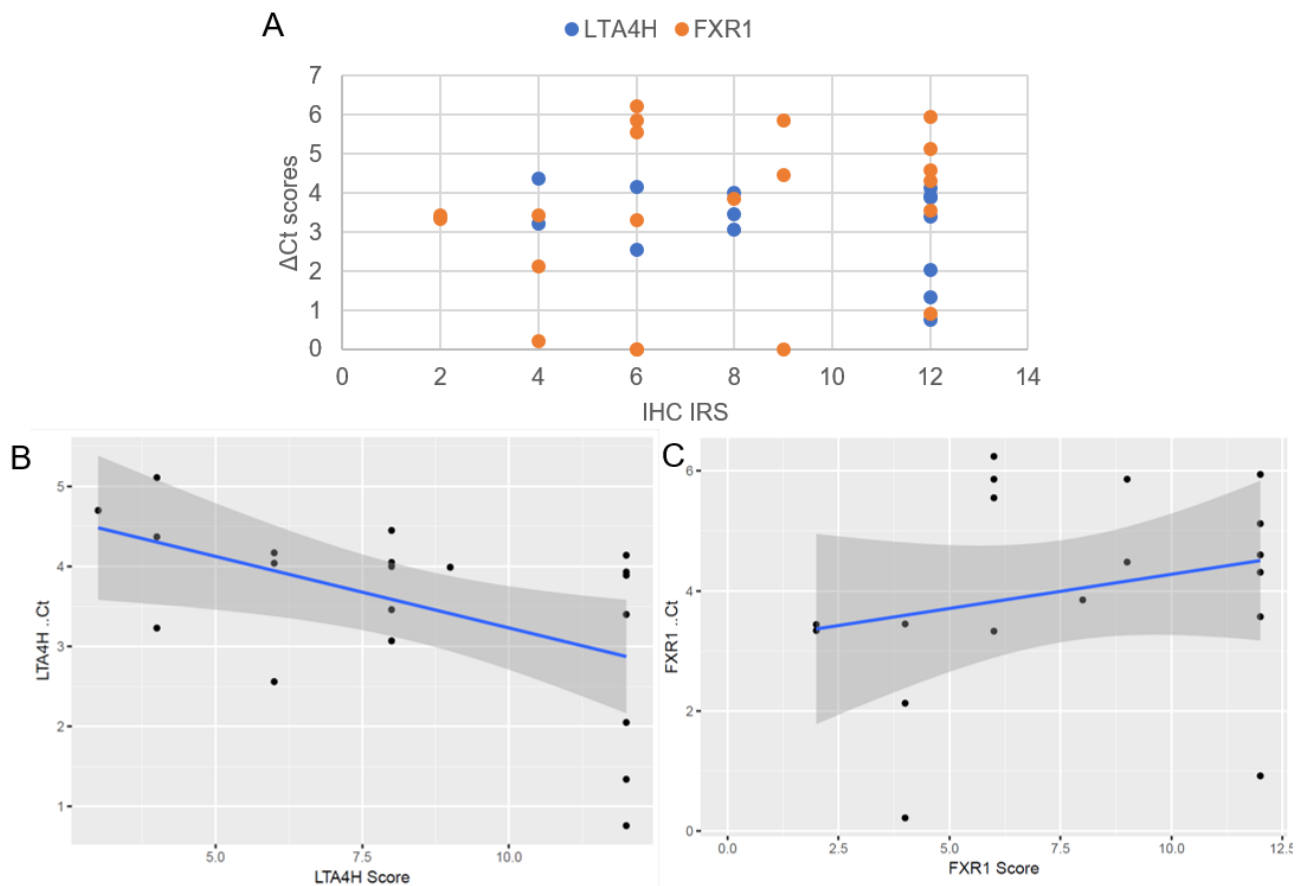 A
LTA4H FXR1
7
6
5
4
3
2
1
0
ΔCt scores
0 2 4 6 8 10 12 14
IHC IRS
B
5
4
3
2
1
LTA4H ..Ct
5.0 7.5 10.0
LTA4H Score
C
6
4
2
0
FXR1 ..Ct
0.0 2.5 5.0 7.5 10.0 12.5
FXR1 Score